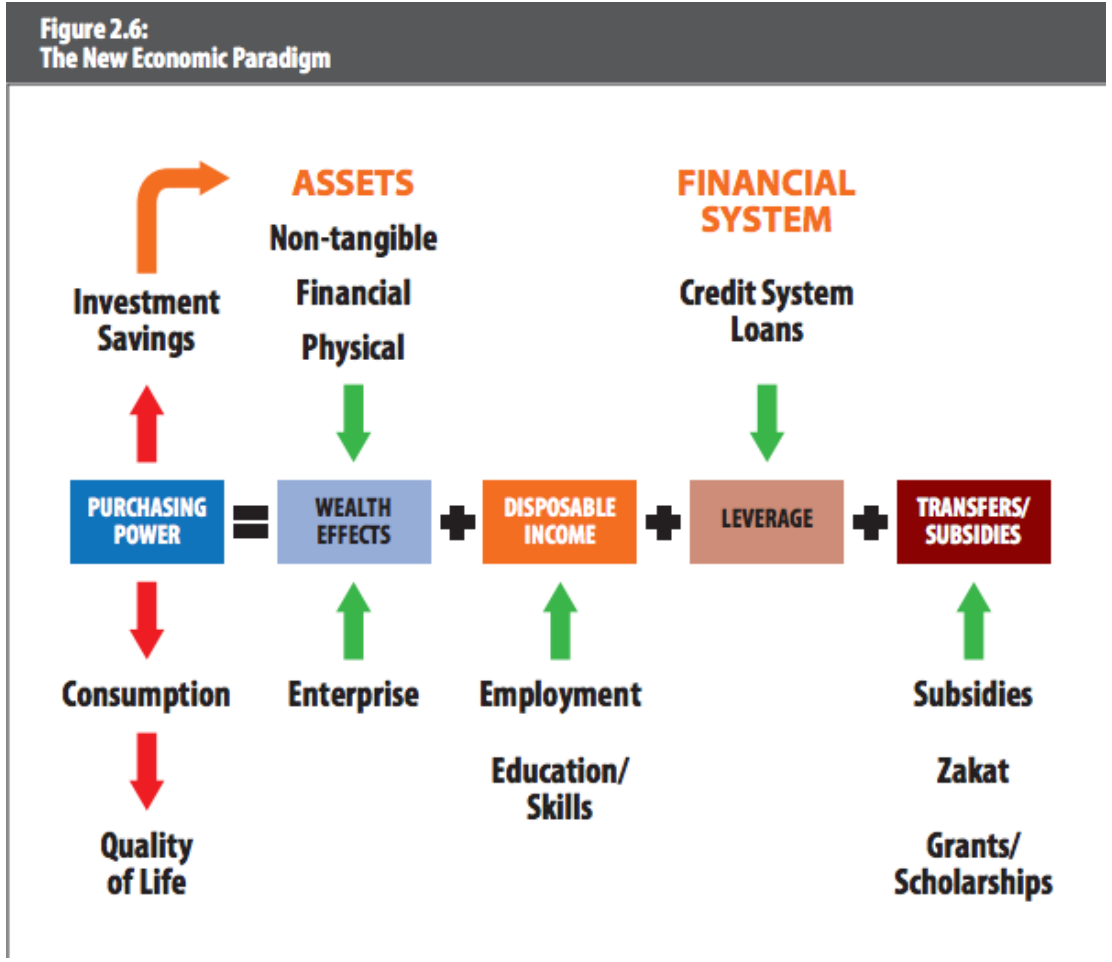 Figure 2.6:
The New Economic Paradigm
ASSETS
Non-tangible
Financial
Physical
FINANCIAL
SYSTEM
Credit System
Loans
Investment
Savings
PURCHASING
POWER
=
WEALTH
EFFECTS
+
DISPOSABLE
INCOME
+
LEVERAGE
+
TRANSFERS/
SUBSIDIES
Consumption
Enterprise
Employment
Subsidies
Education/
Skills
Zakat
Quality
of Life
Grants/
Scholarships